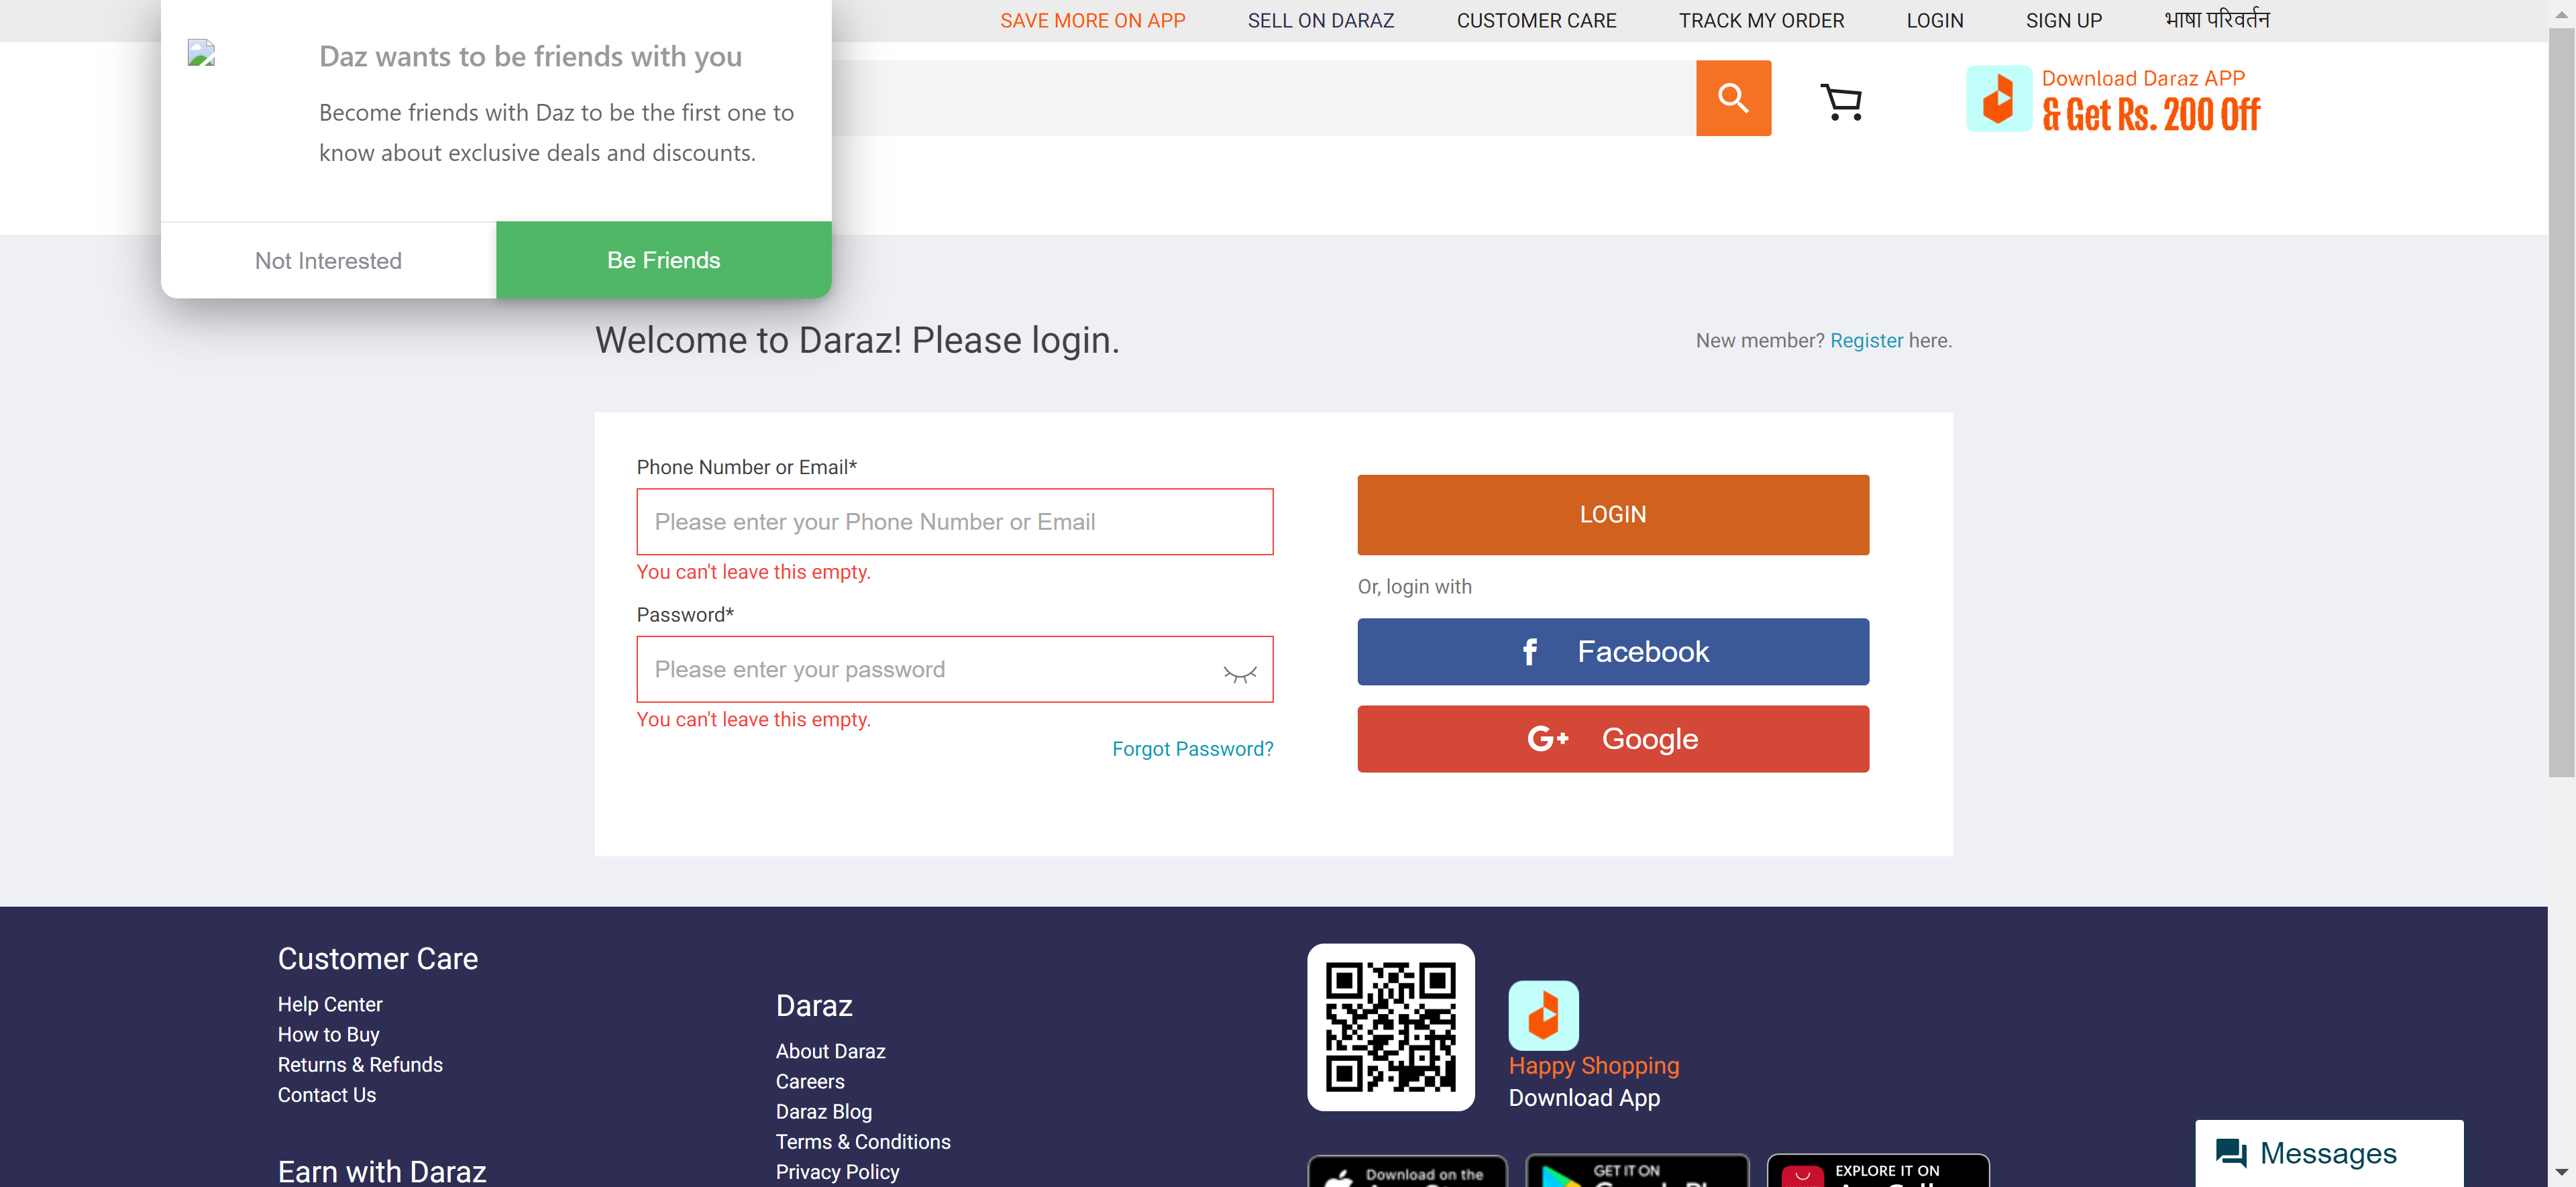 SAVE MORE ON APP
SELL ON DARAZ
CUSTOMER CARE
TRACK MY ORDER
LOGIN
SIGN UP
भाषा परिवर्तन
Daz wants to be friends with you
Become friends with Daz to be the first one to
know about exclusive deals and discounts.
Not Interested
Be Friends
Download Daraz APP
& Get Rs. 200 Off
Welcome to Daraz! Please login.
New member? Register here.
Phone Number or Email*
Please enter your Phone Number or Email
You can't leave this empty.
Password*
Please enter your password
You can't leave this empty.
Forgot Password?
LOGIN
Or, login with
f Facebook
G+ Google
Customer Care
Help Center
How to Buy
Returns & Refunds
Contact Us
Earn with Daraz
Daraz
About Daraz
Careers
Daraz Blog
Terms & Conditions
Privacy Policy
Happy Shopping
Download App
Download on the
GET IT ON
EXPLORE IT ON
Messages